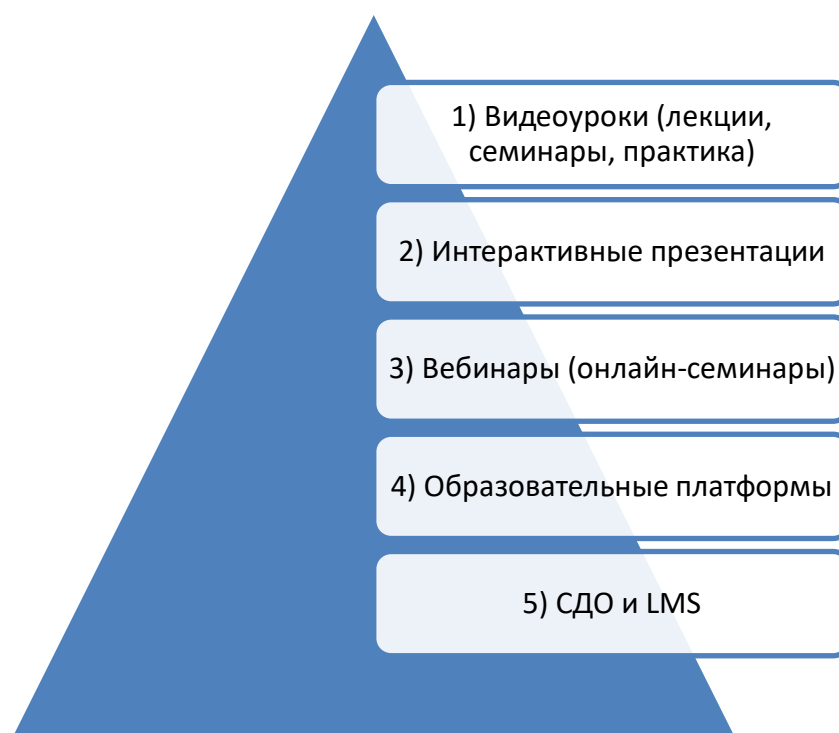 1) Видеоуроки (лекции,
семинары, практика)
2) Интерактивные презентации
3) Вебинары (онлайн-семинары)
4) Образовательные платформы
5) СДО и LMS